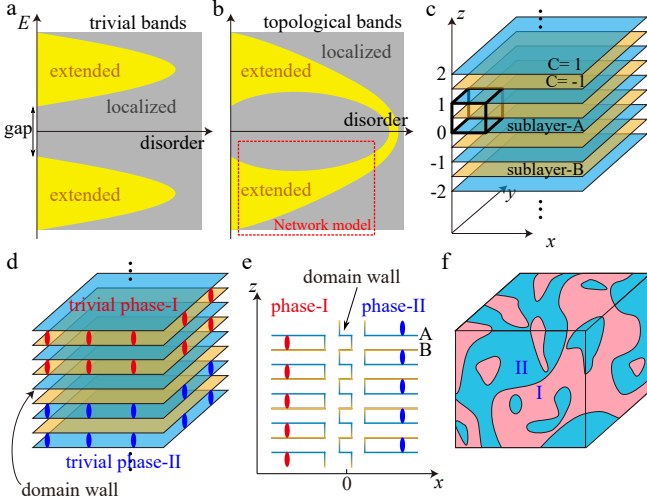 a
E
trivial bands
extended
localized
gap
disorder
extended
b
topological bands
localized
extended
disorder
extended
Network model
c
z
C= 1
C= -1
2
1
0
-1
-2
sublayer-A
sublayer-B
y
x
d
trivial phase-I
trivial phase-II
domain wall
e
z
domain wall
phase-I
phase-II
A
B
0
x
f
II
I